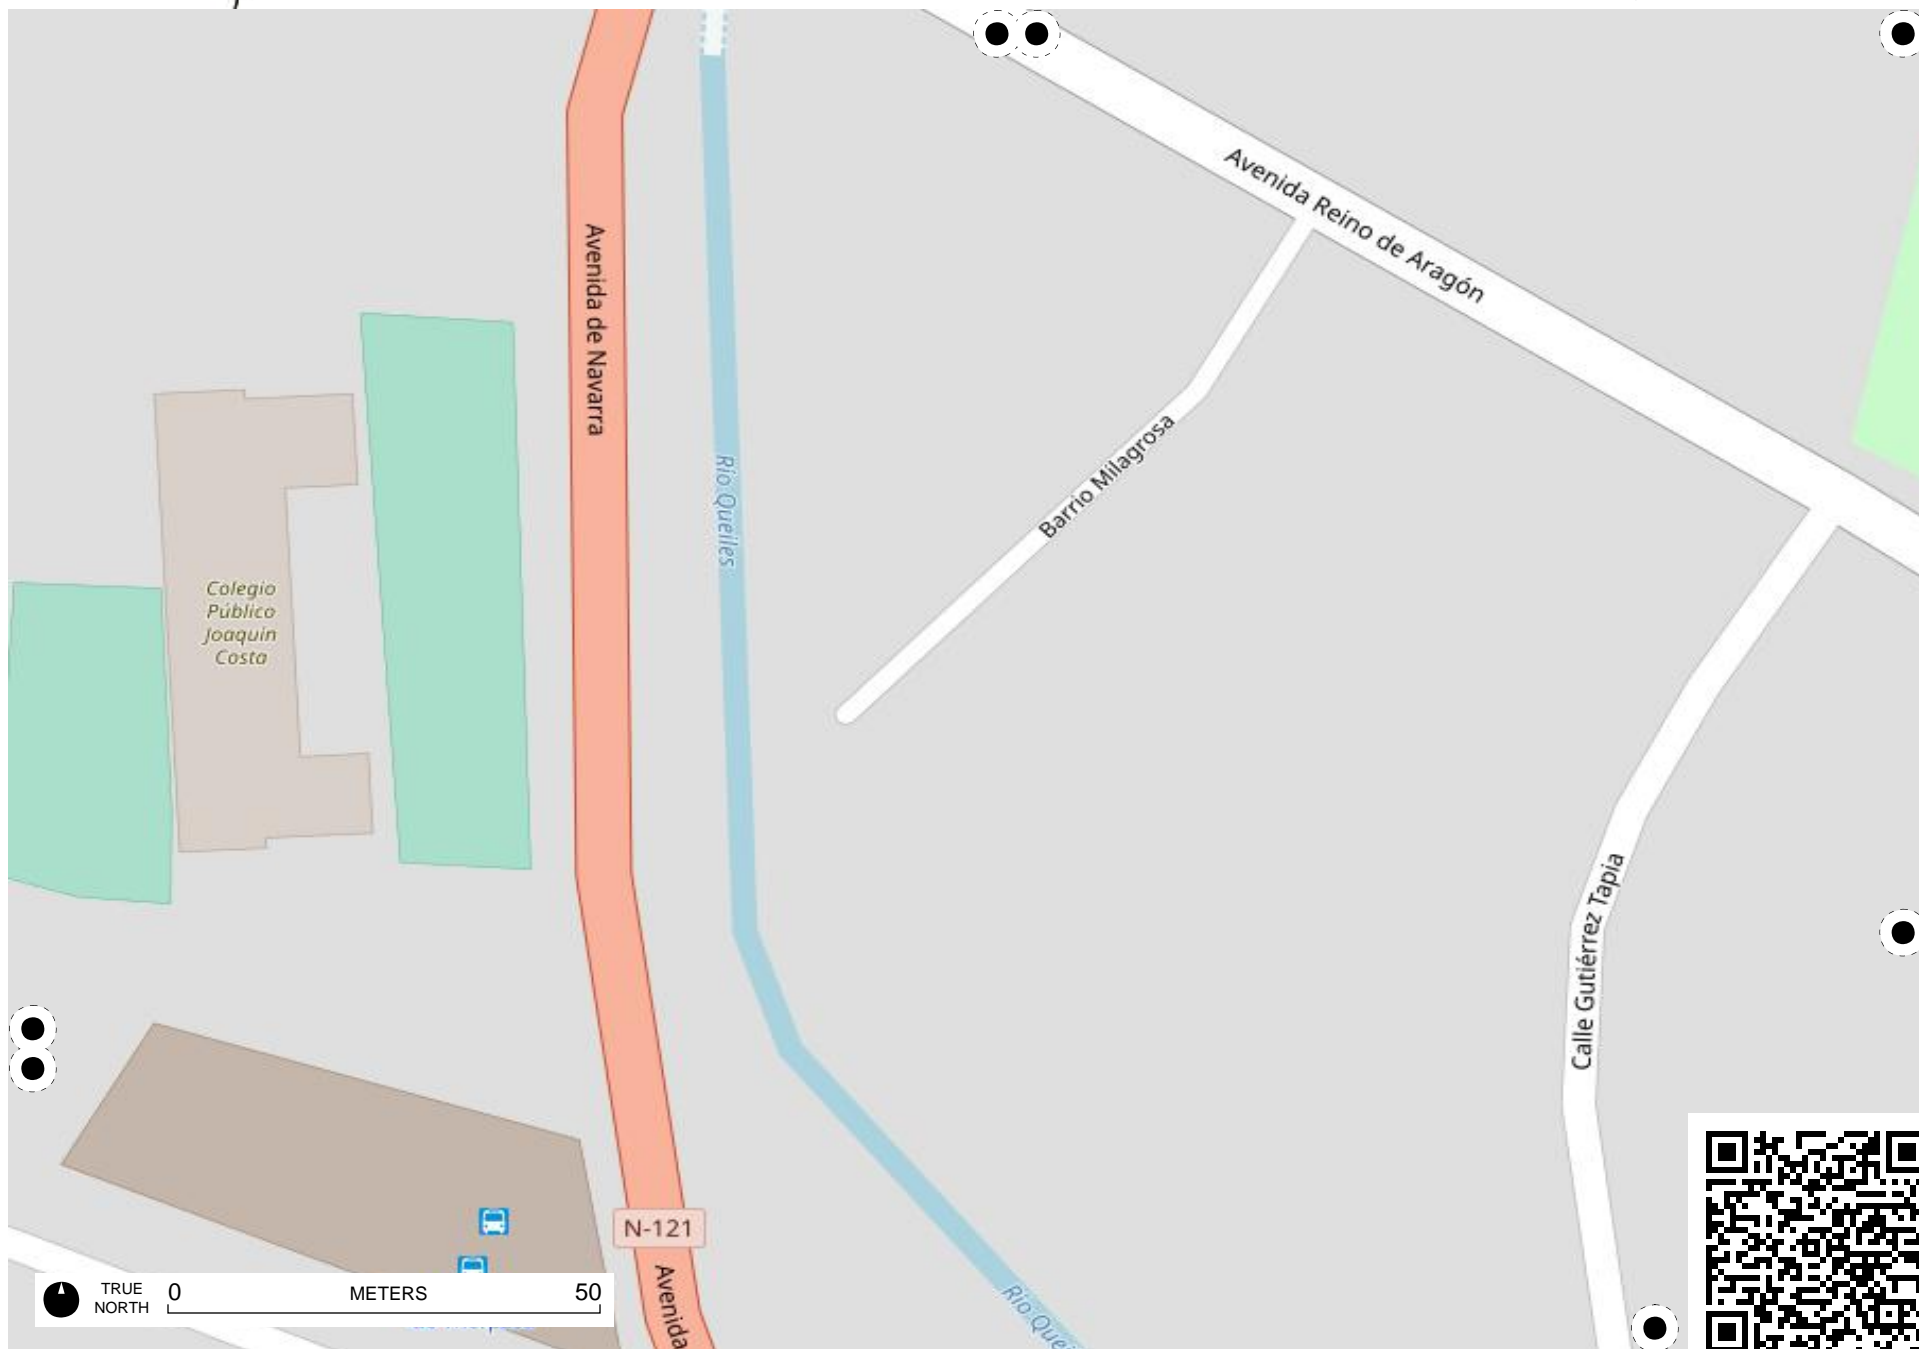 Avenida Reino de Aragón
Avenida de Navarra
Barrio Milagrosa
Río Queiles
Colegio
Público
Joaquín
Costa
Calle Gutiérrez Tapia
N-121
Avenida
TRUE
NORTH
0 METERS 50
Río Quei